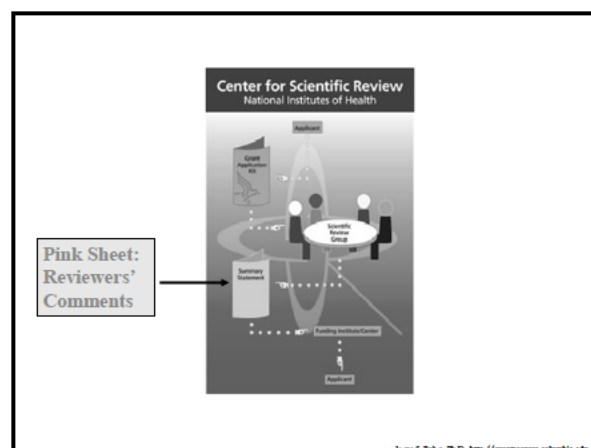 Center for Scientific Review
National Institutes of Health
Applicant
Grant
Application
Kit
Scientific
Review
Group
Pink Sheet:
Reviewers'
Comments
Summary
Statement
Funding Institute/Center
Applicant